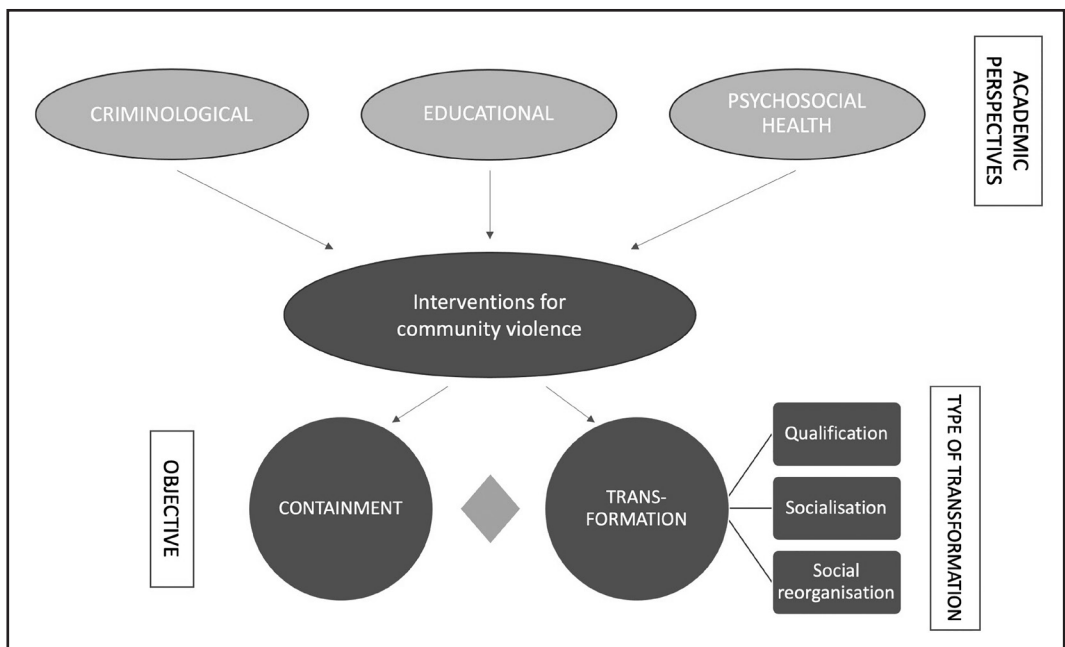 ACADEMIC
PERSPECTIVES
CRIMINOLOGICAL
EDUCATIONAL
PSYCHOSOCIAL
HEALTH
Interventions for
community violence
OBJECTIVE
CONTAINMENT
TRANS-
FORMATION
Qualification
Socialisation
Social
reorganisation
TYPE OF TRANSFORMATION